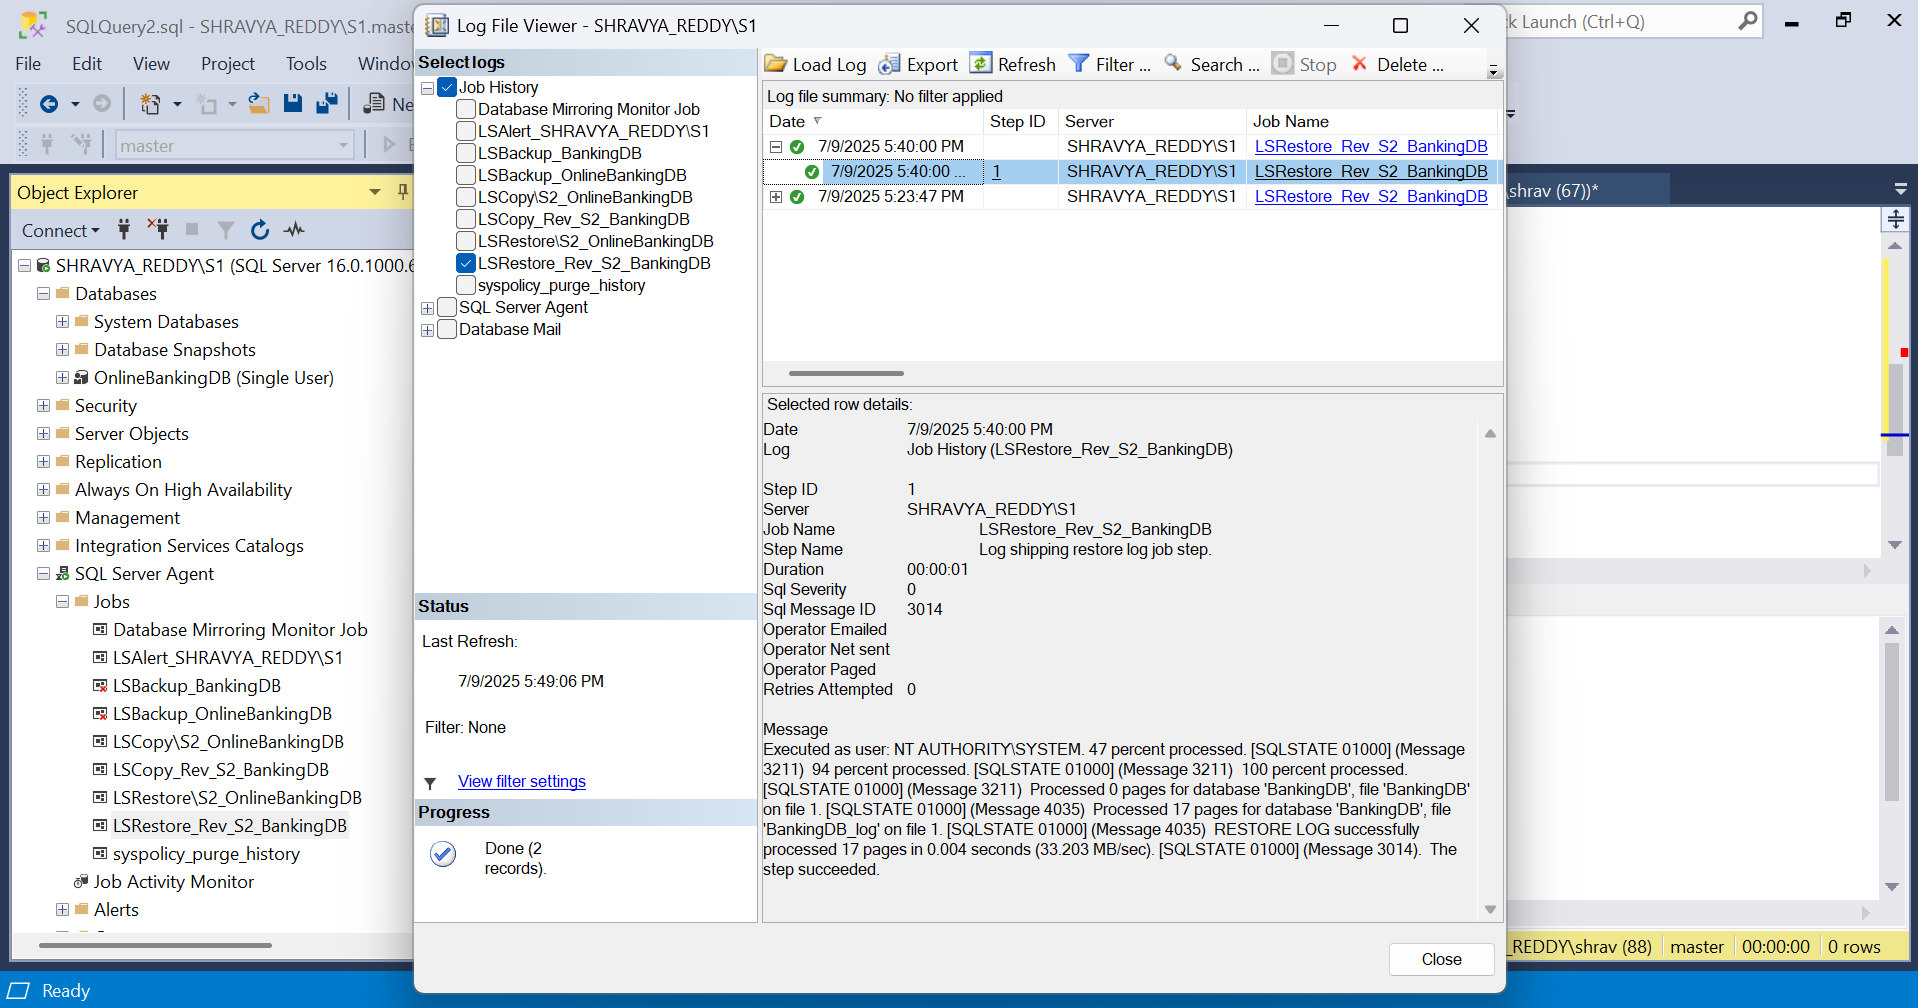 SQLQuery2.sql - SHRAVYA_REDDY\S1.maste
Launch (Ctrl+Q)
File Edit View Project Tools Windo
Ne
master
Object Explorer
Connect
SHRAVYA_REDDY\S1 (SQL Server 16.0.1000.6
Databases
System Databases
Database Snapshots
OnlineBankingDB (Single User)
Security
Server Objects
Replication
Always On High Availability
Management
Integration Services Catalogs
SQL Server Agent
Jobs
Database Mirroring Monitor Job
LSAlert_SHRAVYA_REDDY\S1
LSBackup_BankingDB
LSBackup_OnlineBankingDB
LSCopy\S2_OnlineBankingDB
LSCopy_Rev_S2_BankingDB
LSRestore\S2_OnlineBankingDB
LSRestore_Rev_S2_BankingDB
syspolicy_purge_history
Job Activity Monitor
Alerts
Log File Viewer - SHRAVYA_REDDY\S1
Select logs
Job History
Database Mirroring Monitor Job
LSAlert_SHRAVYA_REDDY\S1
LSBackup_BankingDB
LSBackup_OnlineBankingDB
LSCopy\S2_OnlineBankingDB
LSCopy_Rev_S2_BankingDB
LSRestore\S2_OnlineBankingDB
LSRestore_Rev_S2_BankingDB
syspolicy_purge_history
SQL Server Agent
Database Mail
Status
Last Refresh:
7/9/2025 5:49:06 PM
Filter: None
View filter settings
Progress
Done (2
records).
Load Log Export Refresh Filter ... Search ... Stop Delete ...
Log file summary: No filter applied
Date Step ID Server Job Name
7/9/2025 5:40:00 PM SHRAVYA_REDDY\S1 LSRestore_Rev_S2_BankingDB
7/9/2025 5:40:00 ... 1 SHRAVYA_REDDY\S1 LSRestore_Rev_S2_BankingDB
7/9/2025 5:23:47 PM SHRAVYA_REDDY\S1 LSRestore_Rev_S2_BankingDB
Selected row details:
Date 7/9/2025 5:40:00 PM
Log Job History (LSRestore_Rev_S2_BankingDB)
Step ID 1
Server SHRAVYA_REDDY\S1
Job Name LSRestore_Rev_S2_BankingDB
Step Name Log shipping restore log job step.
Duration 00:00:01
Sql Severity 0
Sql Message ID 3014
Operator Emailed
Operator Net sent
Operator Paged
Retries Attempted 0
Message
Executed as user: NT AUTHORITY\SYSTEM. 47 percent processed. [SQLSTATE 01000] (Message
3211)  94 percent processed. [SQLSTATE 01000] (Message 3211)  100 percent processed.
[SQLSTATE 01000] (Message 3211)  Processed 0 pages for database 'BankingDB', file 'BankingDB'
on file 1. [SQLSTATE 01000] (Message 4035)  Processed 17 pages for database 'BankingDB', file
'BankingDB_log' on file 1. [SQLSTATE 01000] (Message 4035)  RESTORE LOG successfully
processed 17 pages in 0.004 seconds (33.203 MB/sec). [SQLSTATE 01000] (Message 3014).  The
step succeeded.
Close
shrav (67))*
_REDDY\shrav (88) master 00:00:00 0 rows
Ready